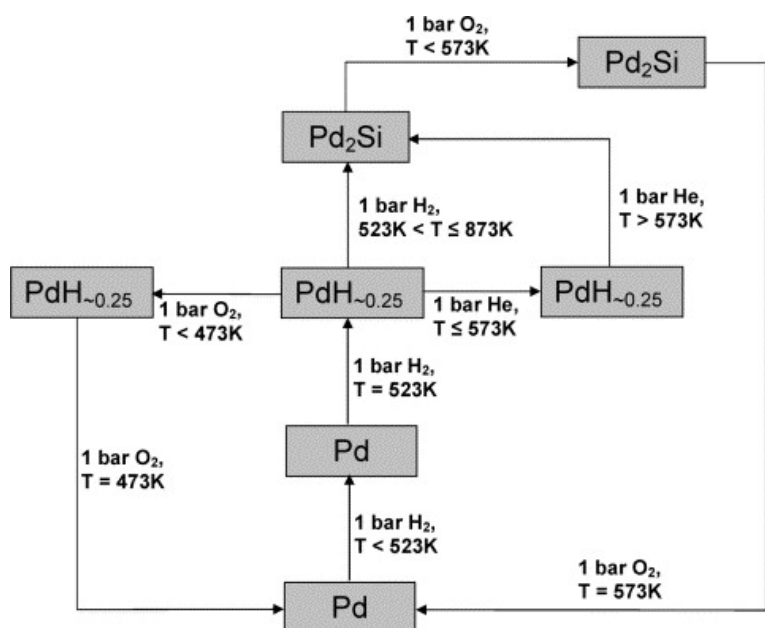 1 bar O₂,
T < 573K
Pd₂Si
Pd₂Si
1 bar H₂,
523K < T ≤ 873K
1 bar He,
T > 573K
PdH~0.25
1 bar O₂,
T < 473K
PdH~0.25
1 bar He,
T ≤ 573K
PdH~0.25
1 bar H₂,
T = 523K
Pd
1 bar O₂,
T = 473K
1 bar H₂,
T < 523K
1 bar O₂,
T = 573K
Pd